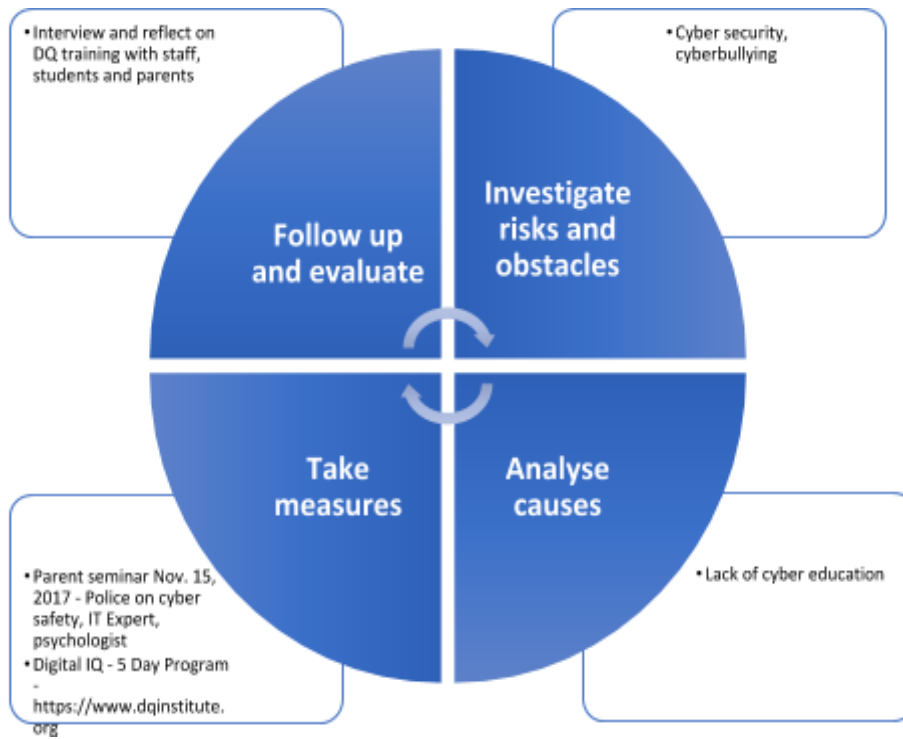 • Interview and reflect on
DQ training with staff,
students and parents
• Cyber security,
cyberbullying
Follow up
and evaluate
Investigate
risks and
obstacles
Take
measures
Analyse
causes
• Parent seminar Nov. 15,
2017 - Police on cyber
safety, IT Expert,
psychologist
• Digital IQ - 5 Day Program
-
https://www.dqinstitute.
org
• Lack of cyber education